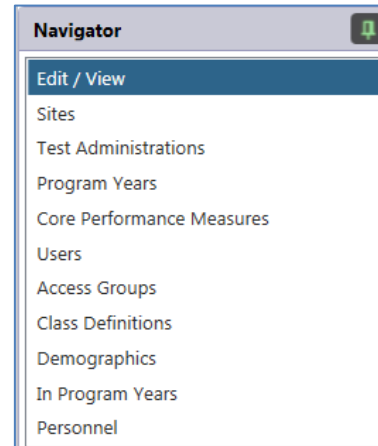 Navigator
Edit / View
Sites
Test Administrations
Program Years
Core Performance Measures
Users
Access Groups
Class Definitions
Demographics
In Program Years
Personnel